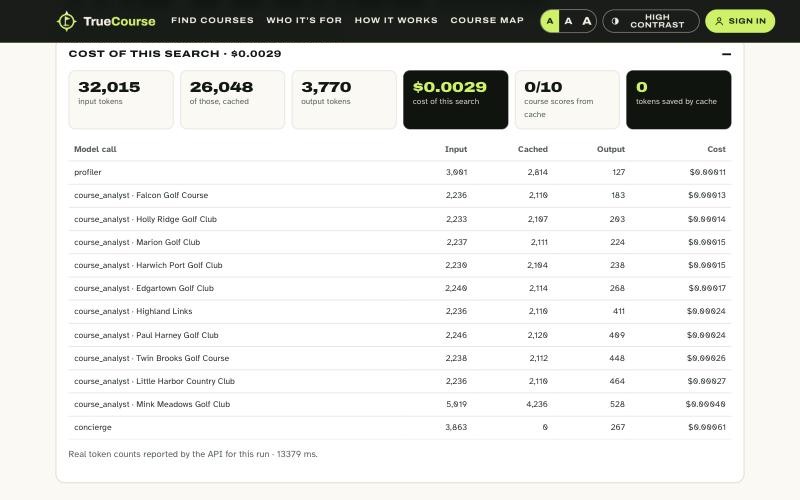 TrueCourse FIND COURSES WHO IT'S FOR HOW IT WORKS COURSE MAP A A A HIGH CONTRAST SIGN IN
COST OF THIS SEARCH · $0.0029 —
32,015 26,048 3,770 $0.0029 0/10 0
input tokens of those, cached output tokens cost of this search course scores from cache tokens saved by cache
Model call Input Cached Output Cost
profiler 3,001 2,814 127 $0.00011
course_analyst · Falcon Golf Course 2,236 2,110 183 $0.00013
course_analyst · Holly Ridge Golf Club 2,233 2,107 203 $0.00014
course_analyst · Marion Golf Club 2,237 2,111 224 $0.00015
course_analyst · Harwich Port Golf Club 2,230 2,104 238 $0.00015
course_analyst · Edgartown Golf Club 2,240 2,114 268 $0.00017
course_analyst · Highland Links 2,236 2,110 411 $0.00024
course_analyst · Paul Harney Golf Club 2,246 2,120 409 $0.00024
course_analyst · Twin Brooks Golf Course 2,238 2,112 448 $0.00026
course_analyst · Little Harbor Country Club 2,236 2,110 464 $0.00027
course_analyst · Mink Meadows Golf Club 5,019 4,236 528 $0.00040
concierge 3,863 0 267 $0.00061
Real token counts reported by the API for this run · 13379 ms.